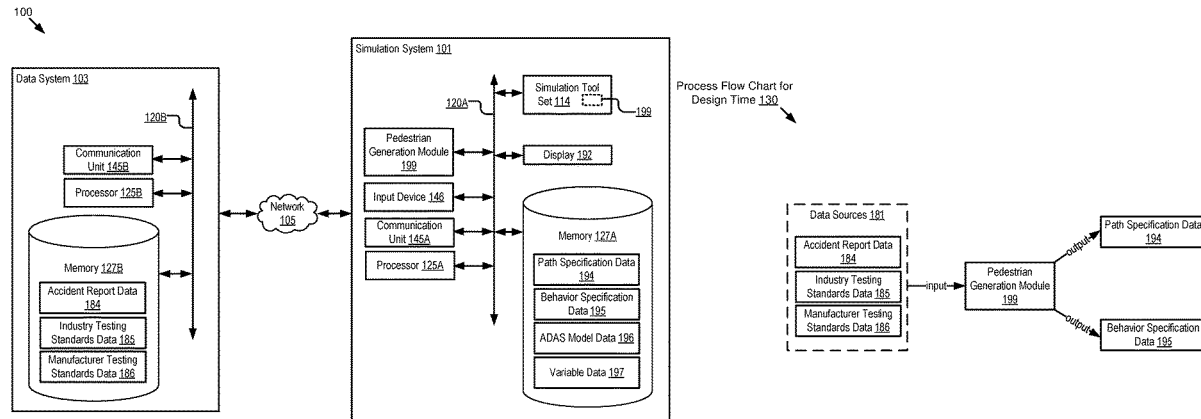 100
Data System 103
120B
Communication
Unit 145B
Processor 125B
Memory 127B
Accident Report Data
184
Industry Testing
Standards Data 185
Manufacturer Testing
Standards Data 186
Network
105
Simulation System 101
120A
Simulation Tool
Set 114
199
Pedestrian
Generation Module
199
Display 192
Input Device 146
Communication
Unit 145A
Processor 125A
Memory 127A
Path Specification Data
194
Behavior Specification
Data 195
ADAS Model Data 196
Variable Data 197
Process Flow Chart for
Design Time 130
Data Sources 181
Accident Report Data
184
Industry Testing
Standards Data 185
Manufacturer Testing
Standards Data 186
input
Pedestrian
Generation Module
199
output
Path Specification Data
194
output
Behavior Specification
Data 195